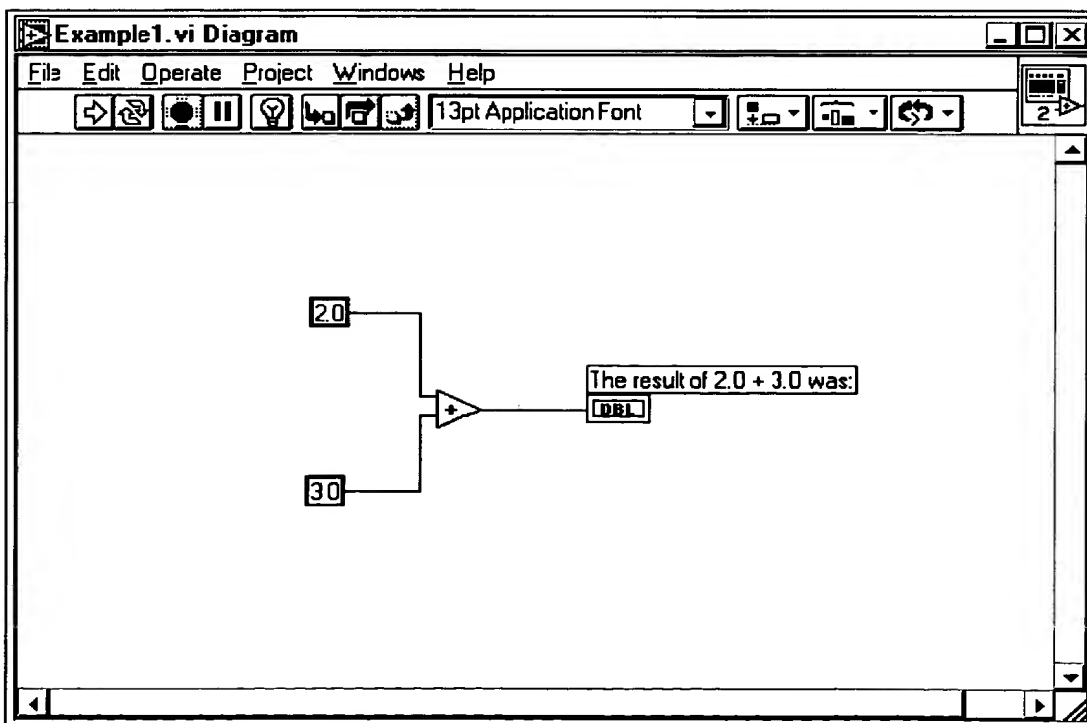 Example1.vi Diagram
File Edit Operate Project Windows Help
13pt Application Font
2
2.0
The result of 2.0 + 3.0 was:
+
DBL
3.0